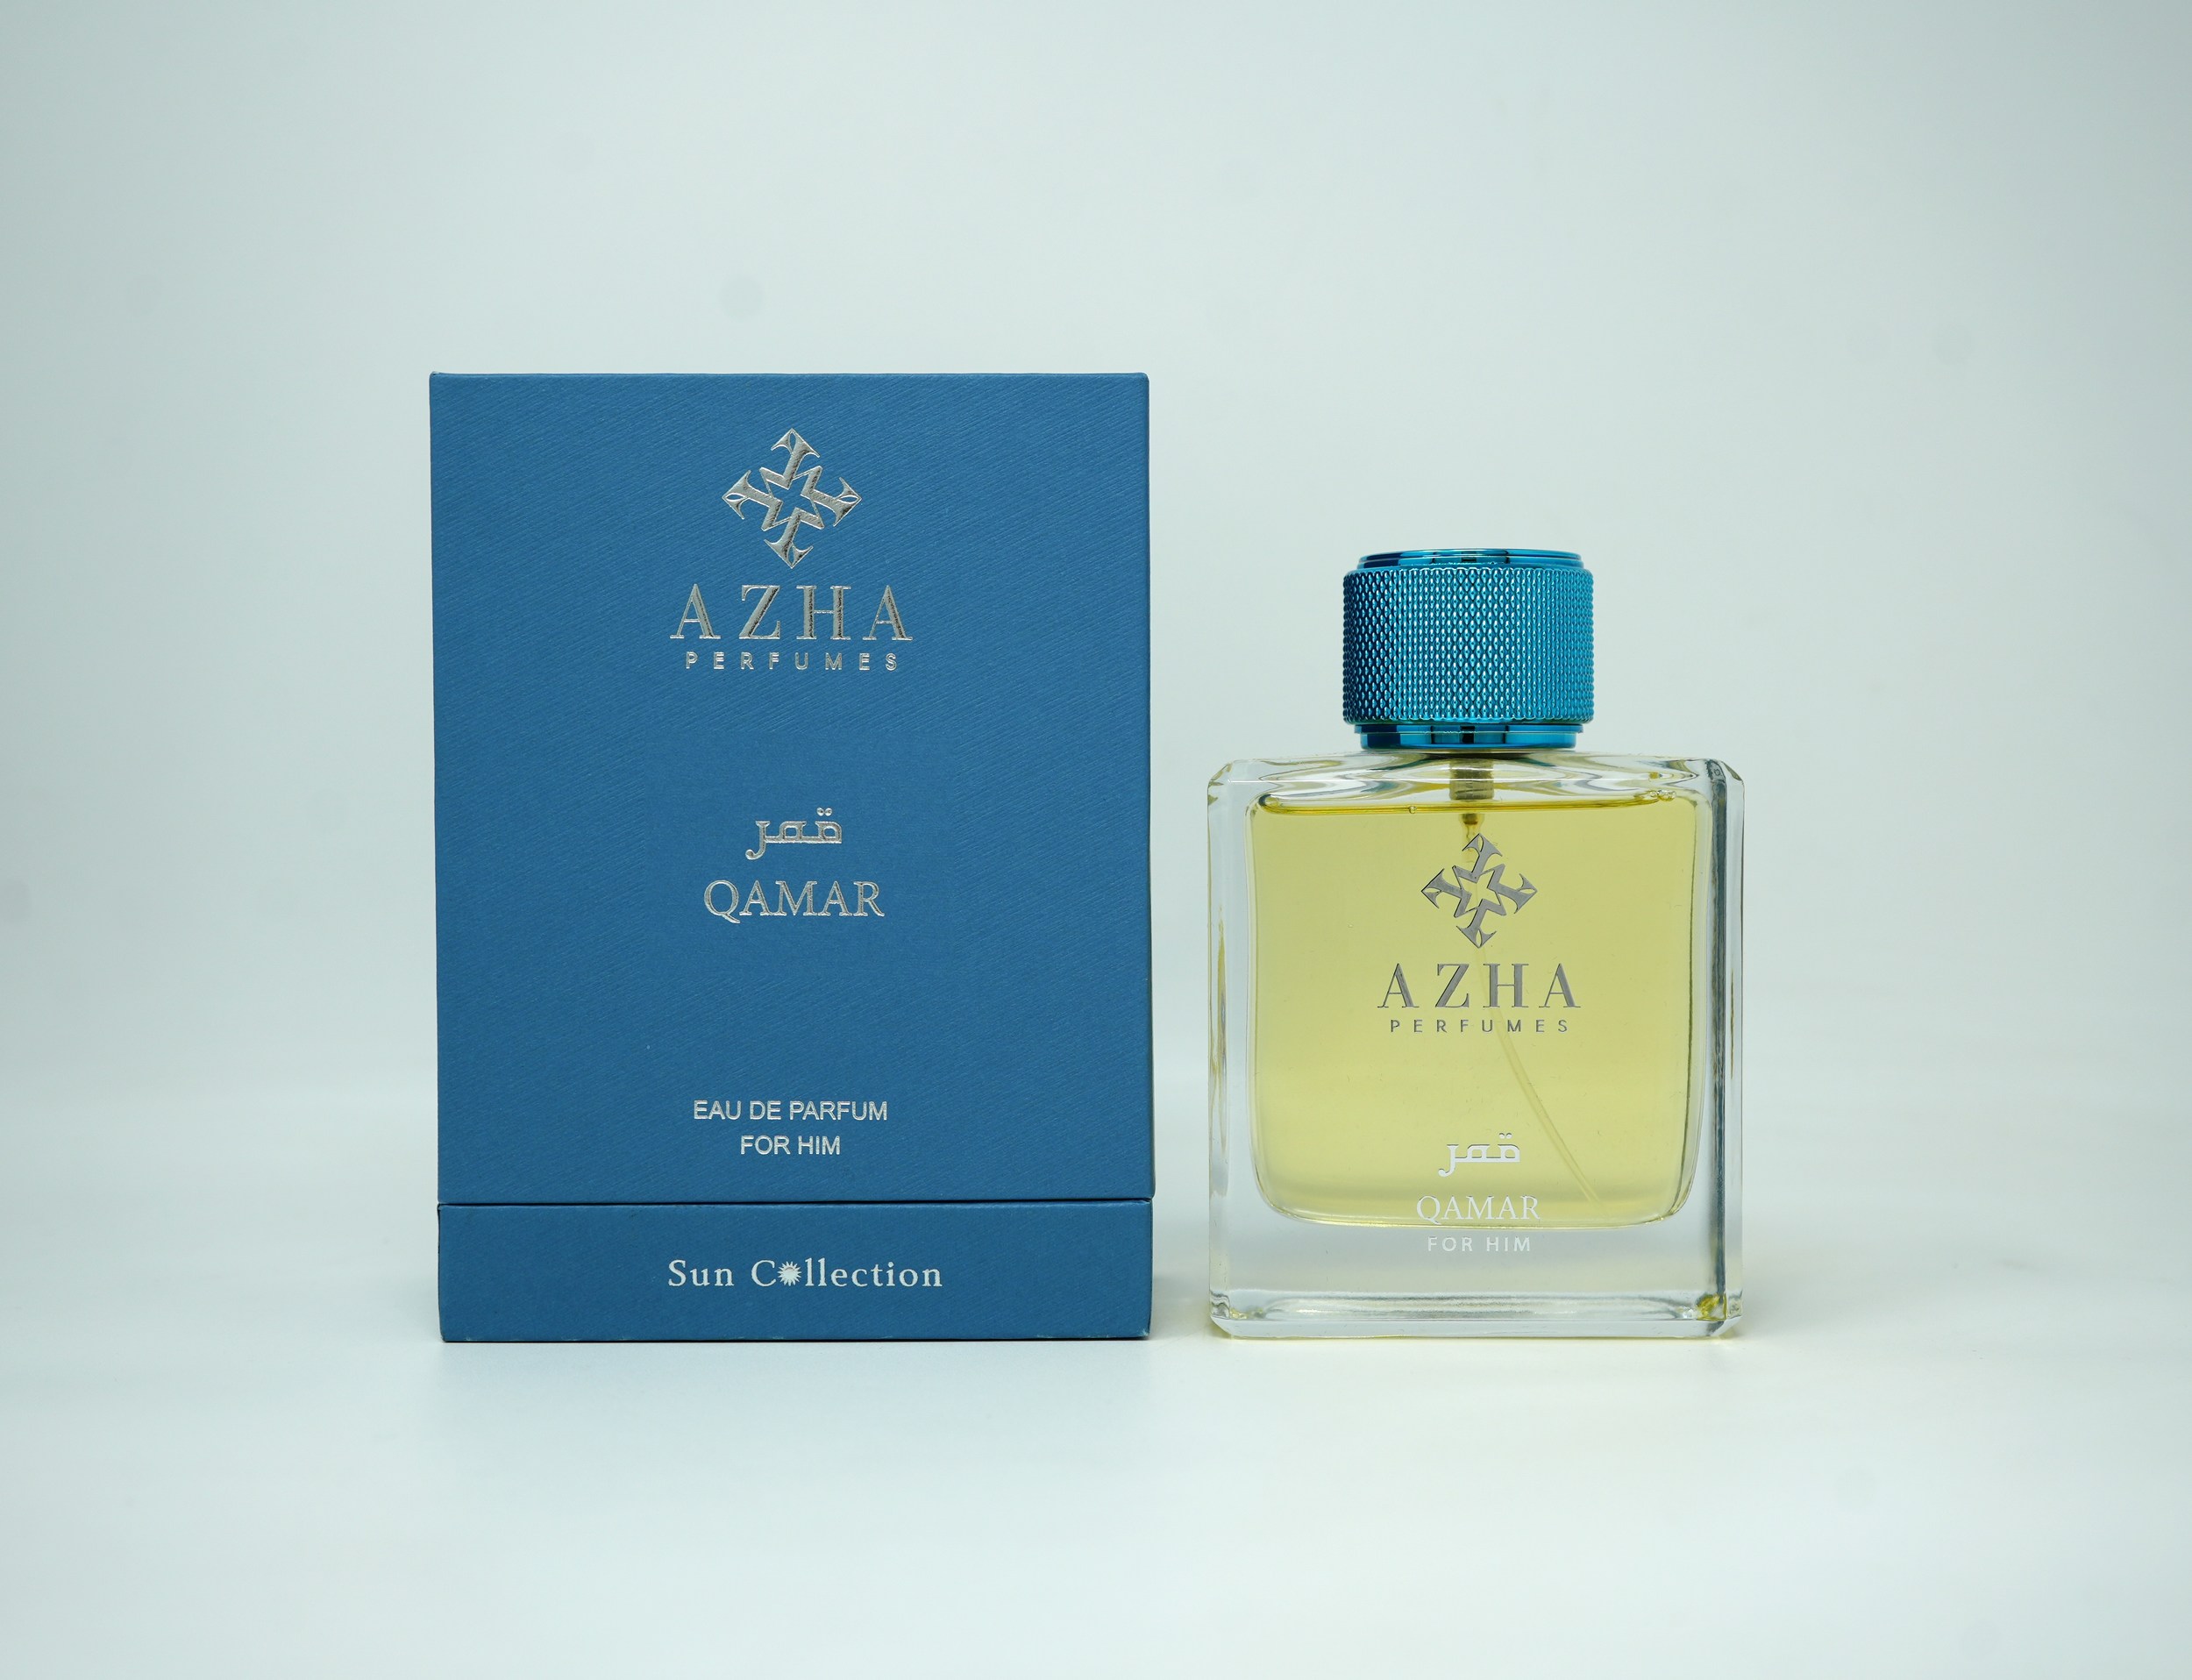 AZHA
PERFUMES
قمر
QAMAR
EAU DE PARFUM
FOR HIM
Sun Collection
AZHA
PERFUMES
قمر
QAMAR
FOR HIM